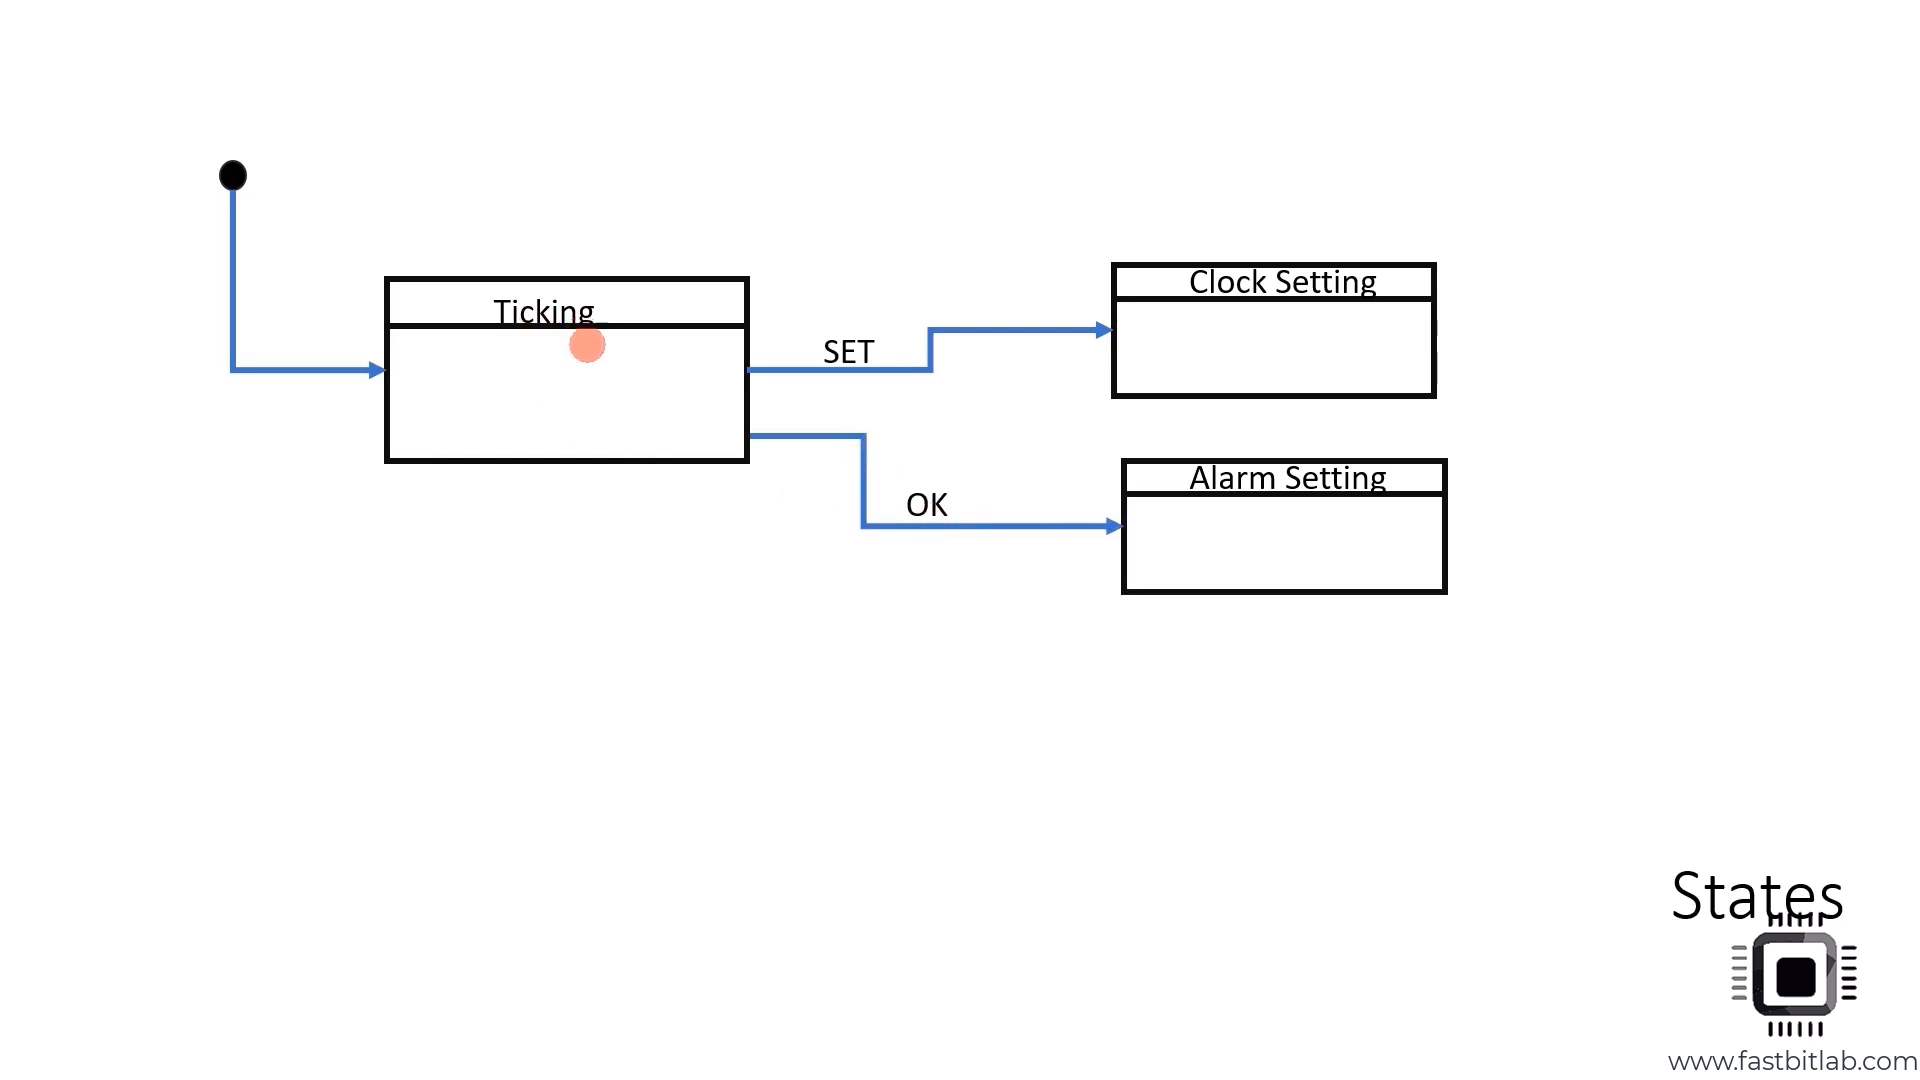 Clock Setting
Ticking
SET
Alarm Setting
OK
States
www.fastbitlab.com